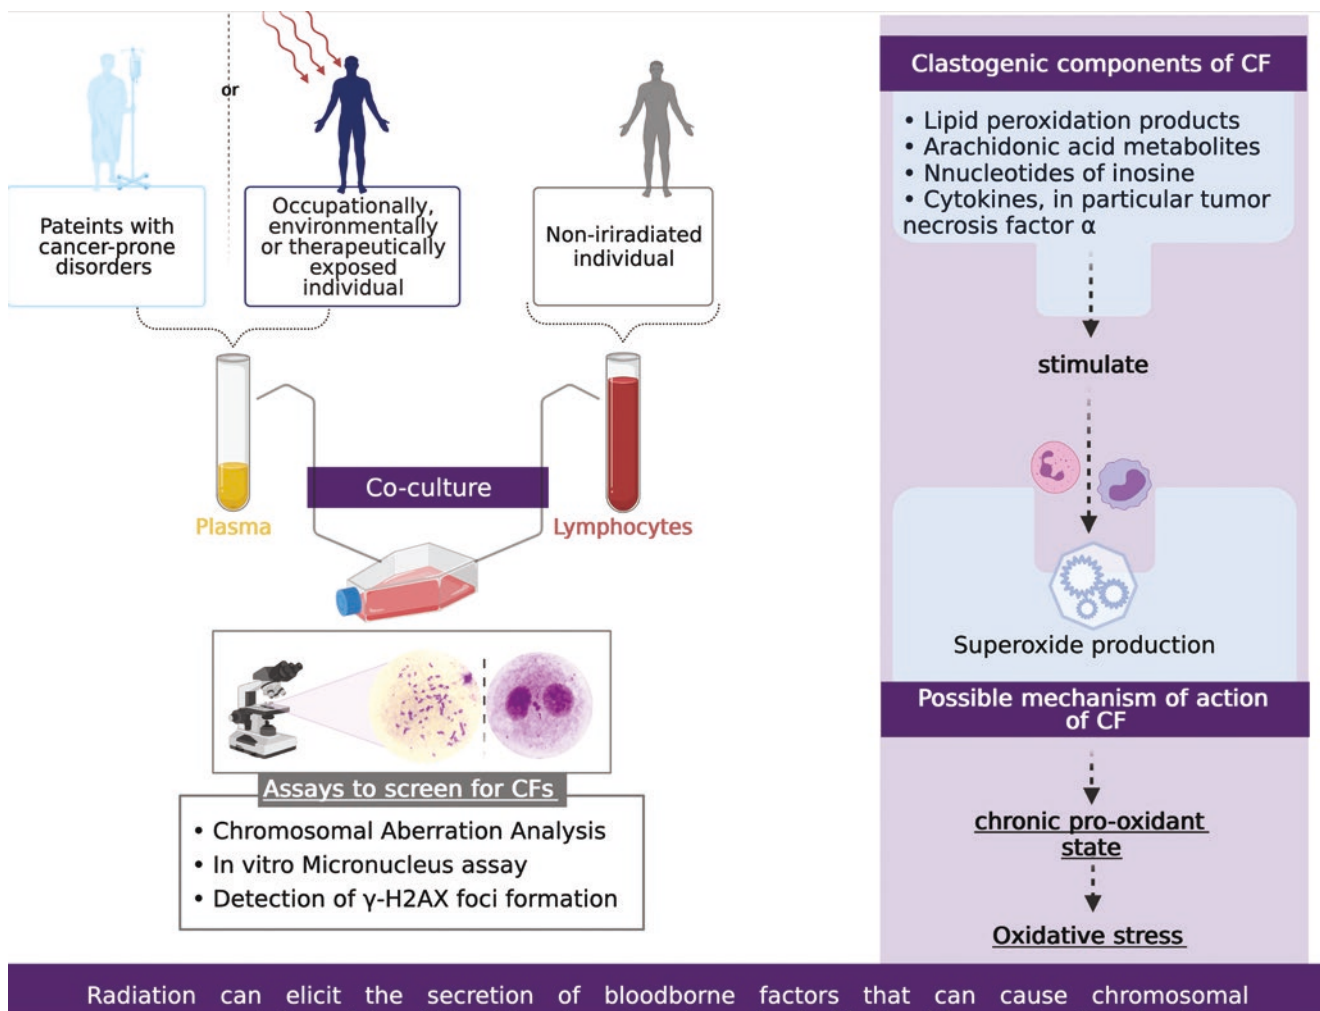 or
Pateints with
cancer-prone
disorders
Occupationally,
environmentally
or therapeutically
exposed
individual
Non-iriradiated
individual
Plasma
Co-culture
Lymphocytes
Assays to screen for CFs
• Chromosomal Aberration Analysis
• In vitro Micronucleus assay
• Detection of γ-H2AX foci formation
Clastogenic components of CF
• Lipid peroxidation products
• Arachidonic acid metabolites
• Nnucleotides of inosine
• Cytokines, in particular tumor
necrosis factor α
stimulate
Superoxide production
Possible mechanism of action
of CF
chronic pro-oxidant
state
Oxidative stress
Radiation can elicit the secretion of bloodborne factors that can cause chromosomal